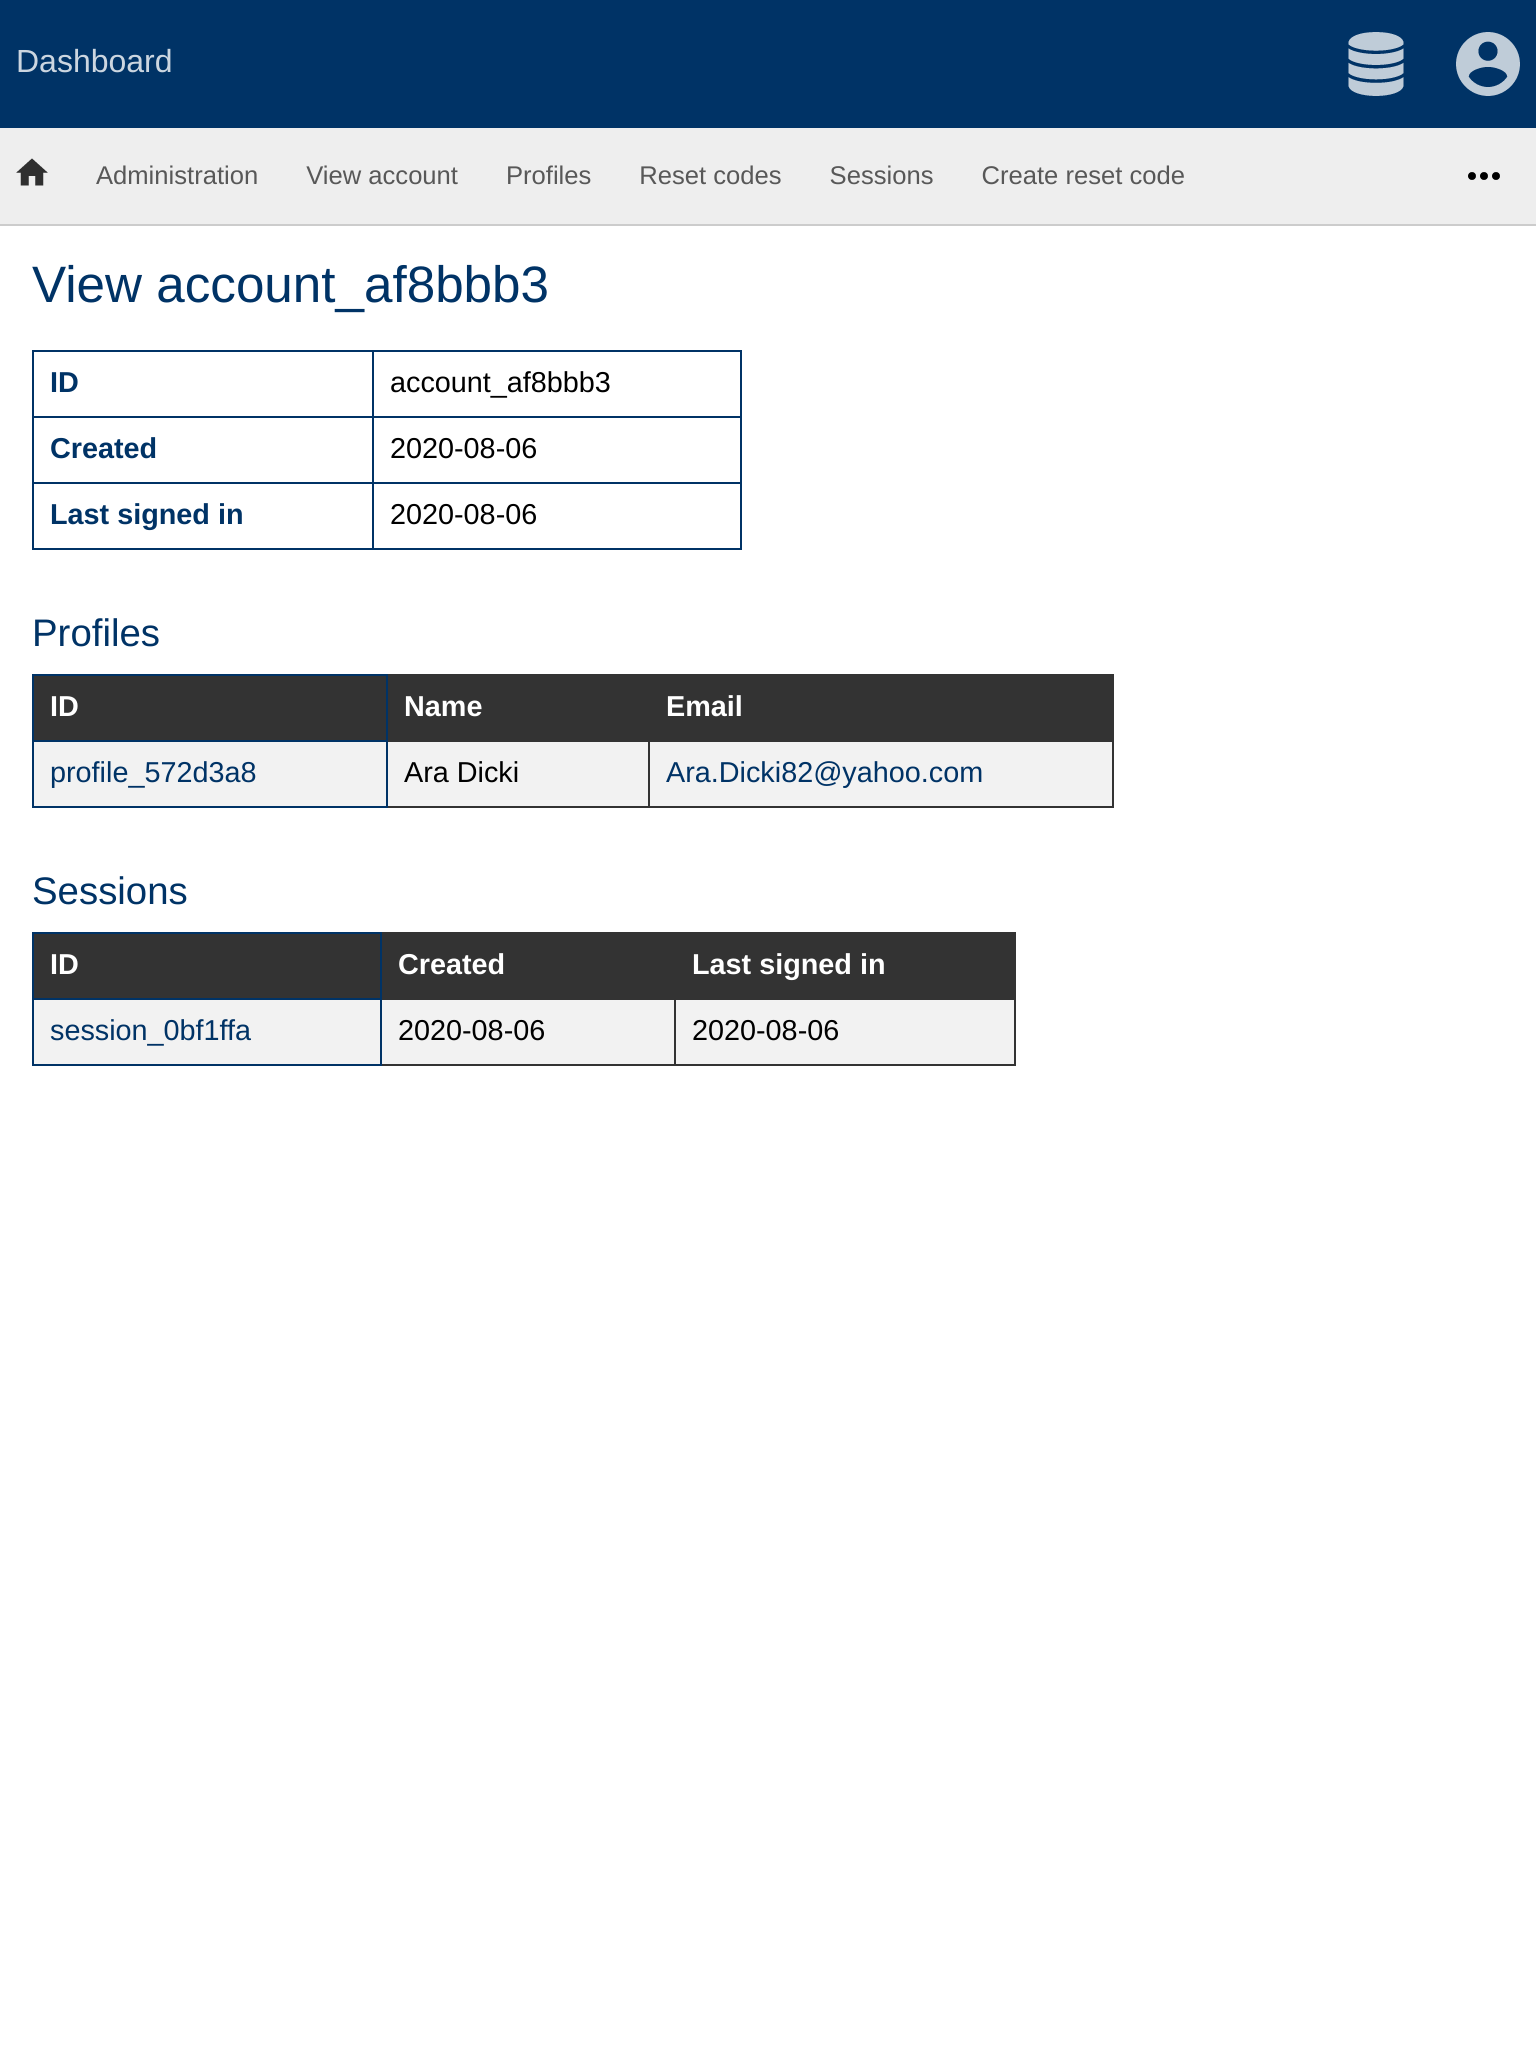 Dashboard
Administration View account Profiles Reset codes Sessions Create reset code
View account_af8bbb3
ID account_af8bbb3
Created 2020-08-06
Last signed in 2020-08-06
Profiles
ID Name Email
profile_572d3a8 Ara Dicki Ara.Dicki82@yahoo.com
Sessions
ID Created Last signed in
session_0bf1ffa 2020-08-06 2020-08-06